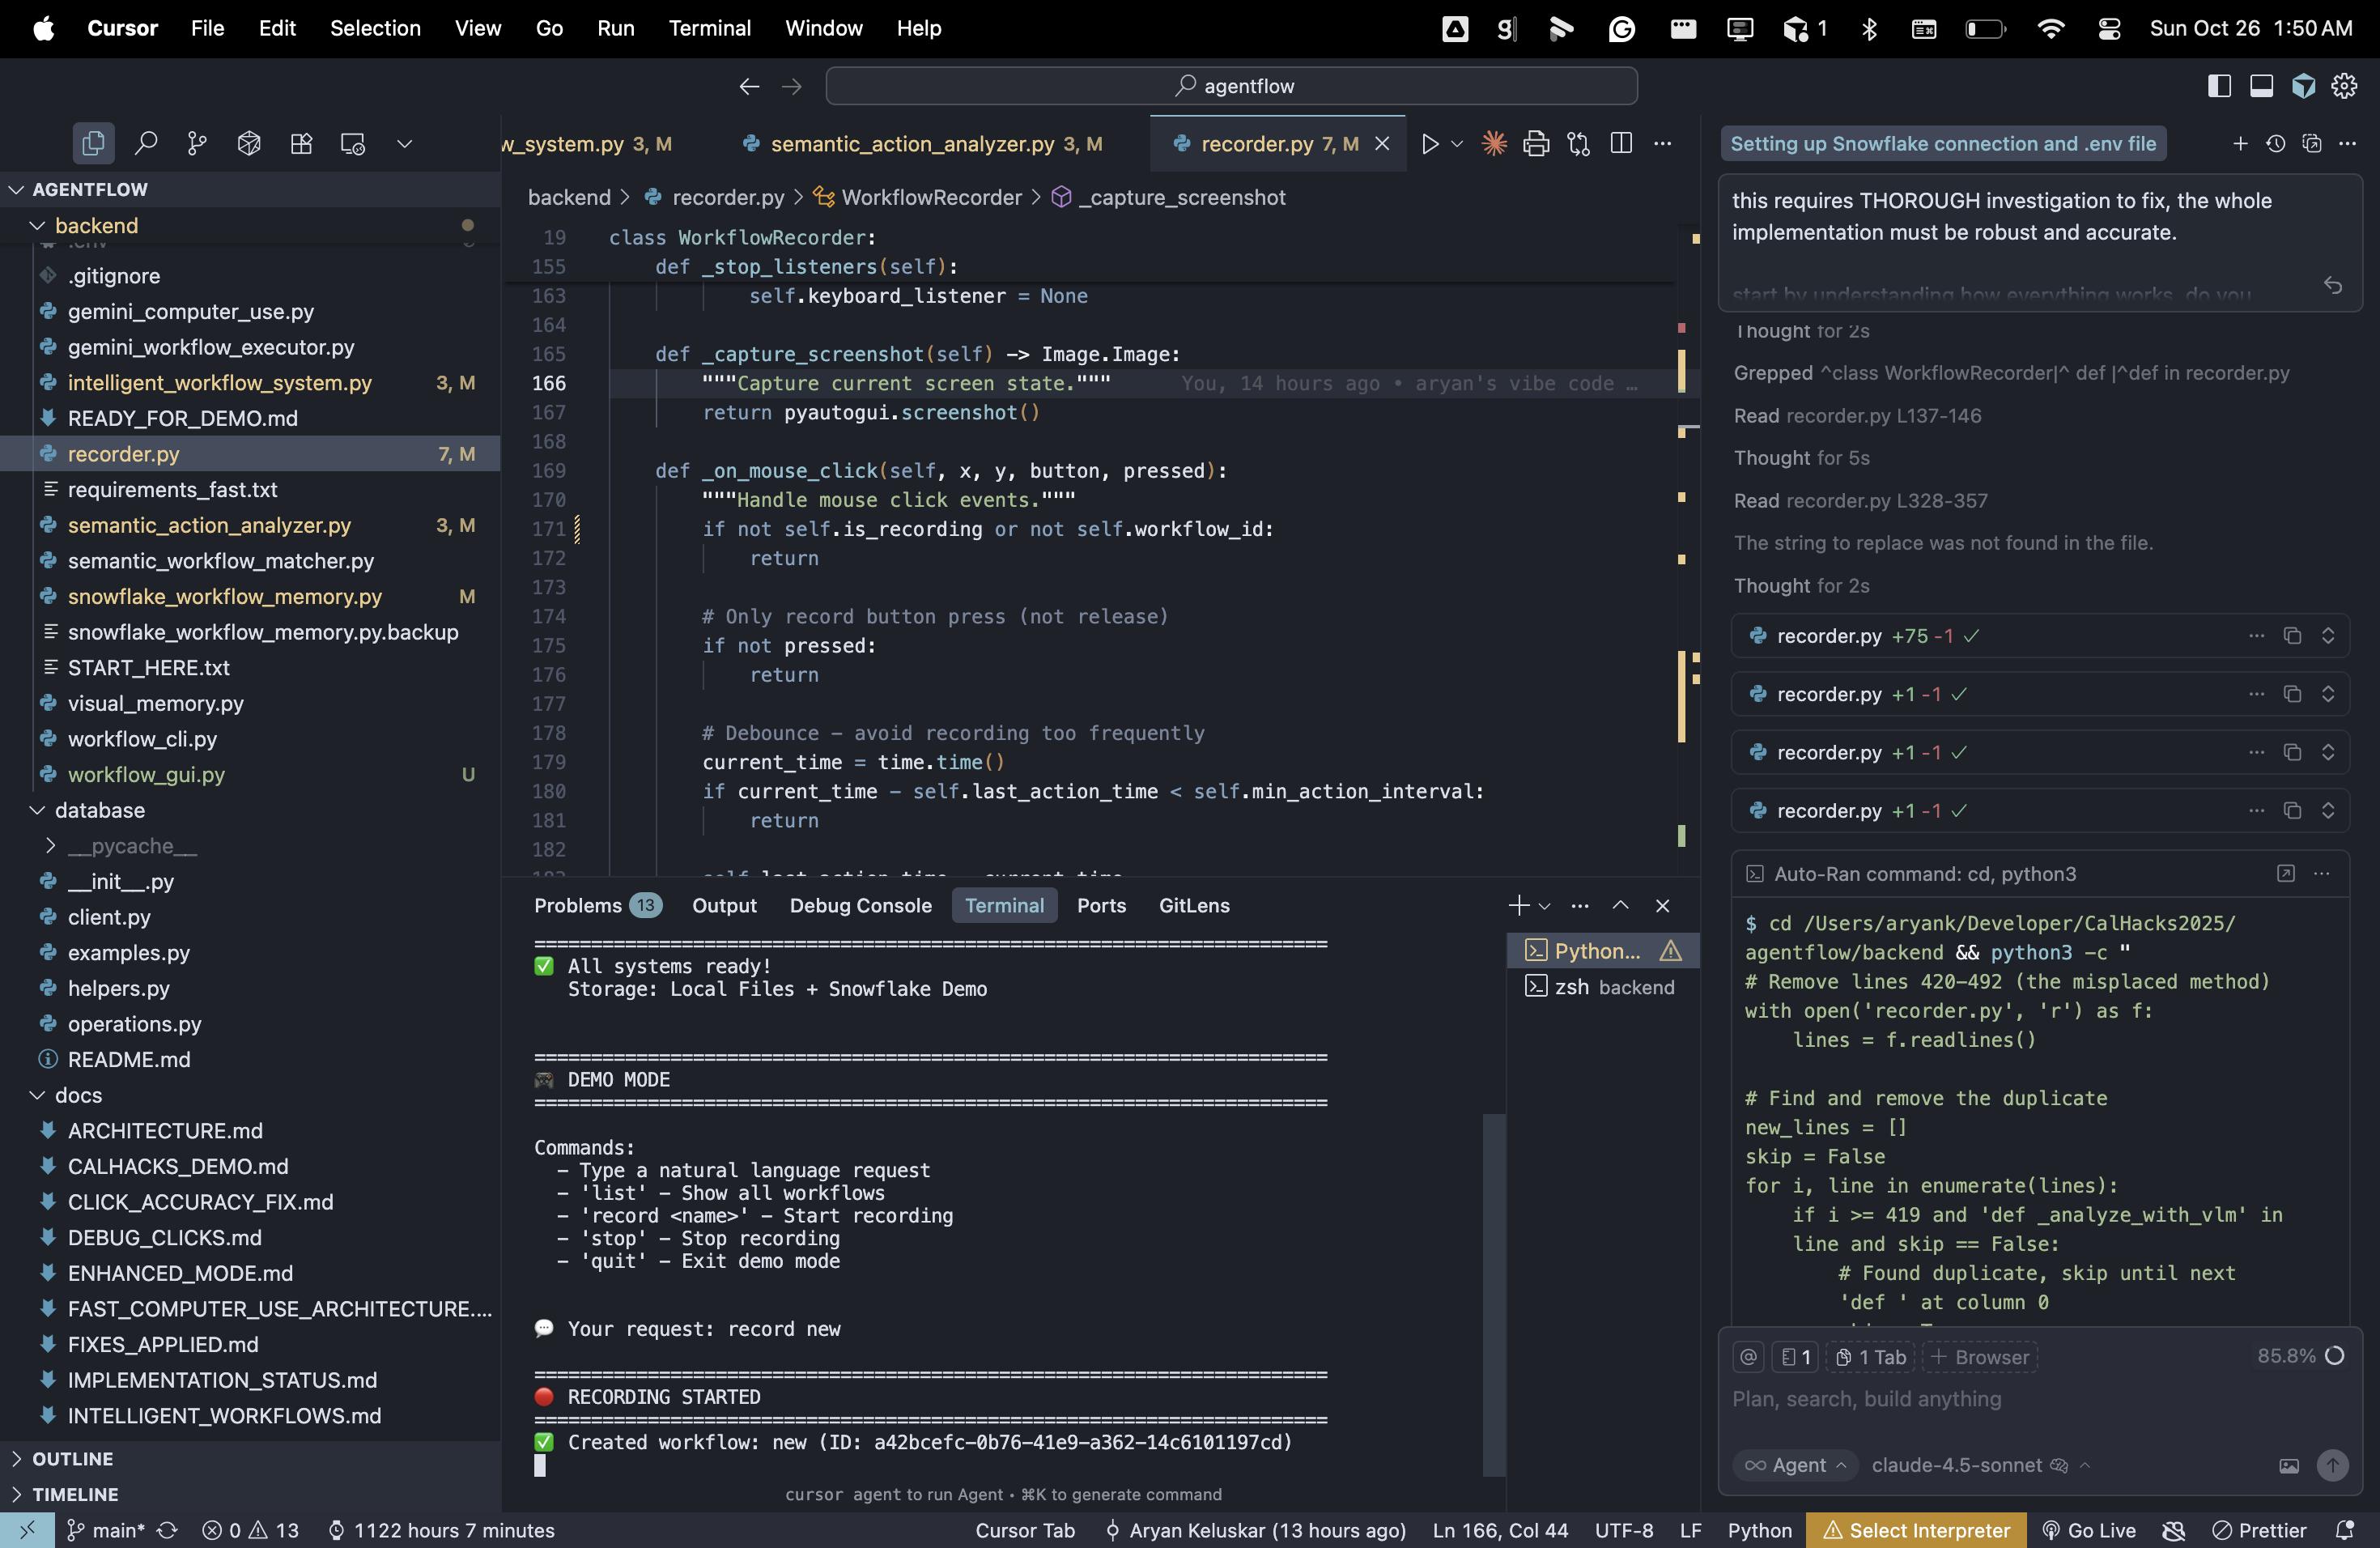 Cursor File Edit Selection View Go Run Terminal Window Help
1
Sun Oct 26 1:50 AM
agentflow
w_system.py 3, M
semantic_action_analyzer.py 3, M
recorder.py 7, M
AGENTFLOW
backend
.env
.gitignore
gemini_computer_use.py
gemini_workflow_executor.py
intelligent_workflow_system.py 3, M
READY_FOR_DEMO.md
recorder.py 7, M
requirements_fast.txt
semantic_action_analyzer.py 3, M
semantic_workflow_matcher.py
snowflake_workflow_memory.py M
snowflake_workflow_memory.py.backup
START_HERE.txt
visual_memory.py
workflow_cli.py
workflow_gui.py U
database
__pycache__
__init__.py
client.py
examples.py
helpers.py
operations.py
README.md
docs
ARCHITECTURE.md
CALHACKS_DEMO.md
CLICK_ACCURACY_FIX.md
DEBUG_CLICKS.md
ENHANCED_MODE.md
FAST_COMPUTER_USE_ARCHITECTURE....
FIXES_APPLIED.md
IMPLEMENTATION_STATUS.md
INTELLIGENT_WORKFLOWS.md
OUTLINE
TIMELINE
backend > recorder.py > WorkflowRecorder > _capture_screenshot
19 class WorkflowRecorder:
155 def _stop_listeners(self):
163 self.keyboard_listener = None
164
165 def _capture_screenshot(self) -> Image.Image:
166 """Capture current screen state.""" You, 14 hours ago • aryan's vibe code …
167 return pyautogui.screenshot()
168
169 def _on_mouse_click(self, x, y, button, pressed):
170 """Handle mouse click events."""
171 if not self.is_recording or not self.workflow_id:
172 return
173
174 # Only record button press (not release)
175 if not pressed:
176 return
177
178 # Debounce – avoid recording too frequently
179 current_time = time.time()
180 if current_time – self.last_action_time < self.min_action_interval:
181 return
182
183 self.last_action_time = current_time
Problems 13 Output Debug Console Terminal Ports GitLens
======================================================================
✅ All systems ready!
Storage: Local Files + Snowflake Demo
======================================================================
🎮 DEMO MODE
======================================================================
Commands:
– Type a natural language request
– 'list' – Show all workflows
– 'record <name>' – Start recording
– 'stop' – Stop recording
– 'quit' – Exit demo mode
💬 Your request: record new
======================================================================
🔴 RECORDING STARTED
======================================================================
✅ Created workflow: new (ID: a42bcefc-0b76-41e9-a362-14c6101197cd)
cursor agent to run Agent • ⌘K to generate command
Python...
zsh backend
Setting up Snowflake connection and .env file
this requires THOROUGH investigation to fix, the whole
implementation must be robust and accurate.
start by understanding how everything works, do you
Thought for 2s
Grepped ^class WorkflowRecorder|^ def |^def in recorder.py
Read recorder.py L137-146
Thought for 5s
Read recorder.py L328-357
The string to replace was not found in the file.
Thought for 2s
recorder.py +75 -1
recorder.py +1 -1
recorder.py +1 -1
recorder.py +1 -1
Auto-Ran command: cd, python3
$ cd /Users/aryank/Developer/CalHacks2025/
agentflow/backend && python3 -c "
# Remove lines 420-492 (the misplaced method)
with open('recorder.py', 'r') as f:
lines = f.readlines()
# Find and remove the duplicate
new_lines = []
skip = False
for i, line in enumerate(lines):
if i >= 419 and 'def _analyze_with_vlm' in
line and skip == False:
# Found duplicate, skip until next
'def ' at column 0
@ 1 1 Tab + Browser 85.8%
Plan, search, build anything
∞ Agent claude-4.5-sonnet
main* 0 13 1122 hours 7 minutes
Cursor Tab Aryan Keluskar (13 hours ago) Ln 166, Col 44 UTF-8 LF Python Select Interpreter Go Live Prettier